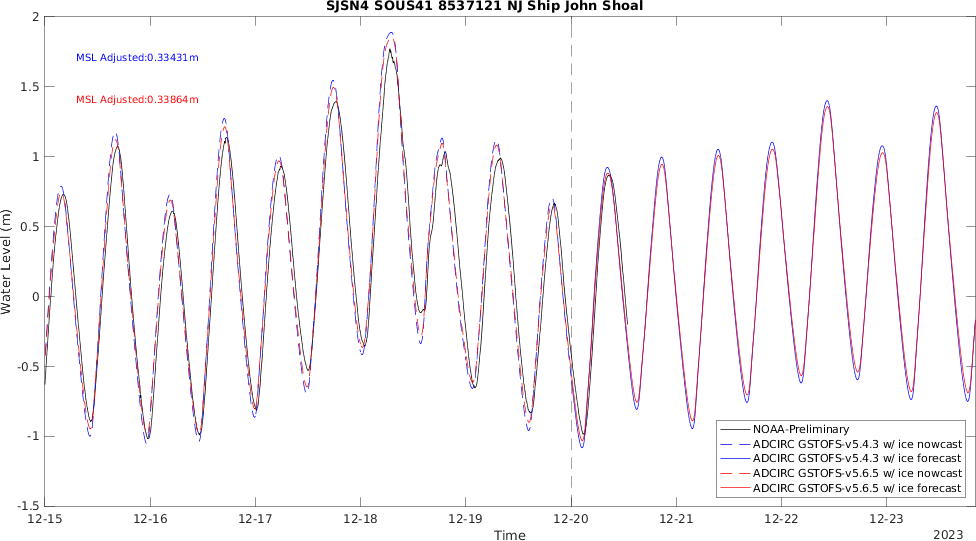 SJSN4 SOUS41 8537121 NJ Ship John Shoal
2
1.5
1
0.5
0
-0.5
-1
-1.5
Water Level (m)
MSL Adjusted:0.33431m
MSL Adjusted:0.33864m
NOAA-Preliminary
ADCIRC GSTOFS-v5.4.3 w/ ice nowcast
ADCIRC GSTOFS-v5.4.3 w/ ice forecast
ADCIRC GSTOFS-v5.6.5 w/ ice nowcast
ADCIRC GSTOFS-v5.6.5 w/ ice forecast
12-15 12-16 12-17 12-18 12-19 12-20 12-21 12-22 12-23
Time
2023